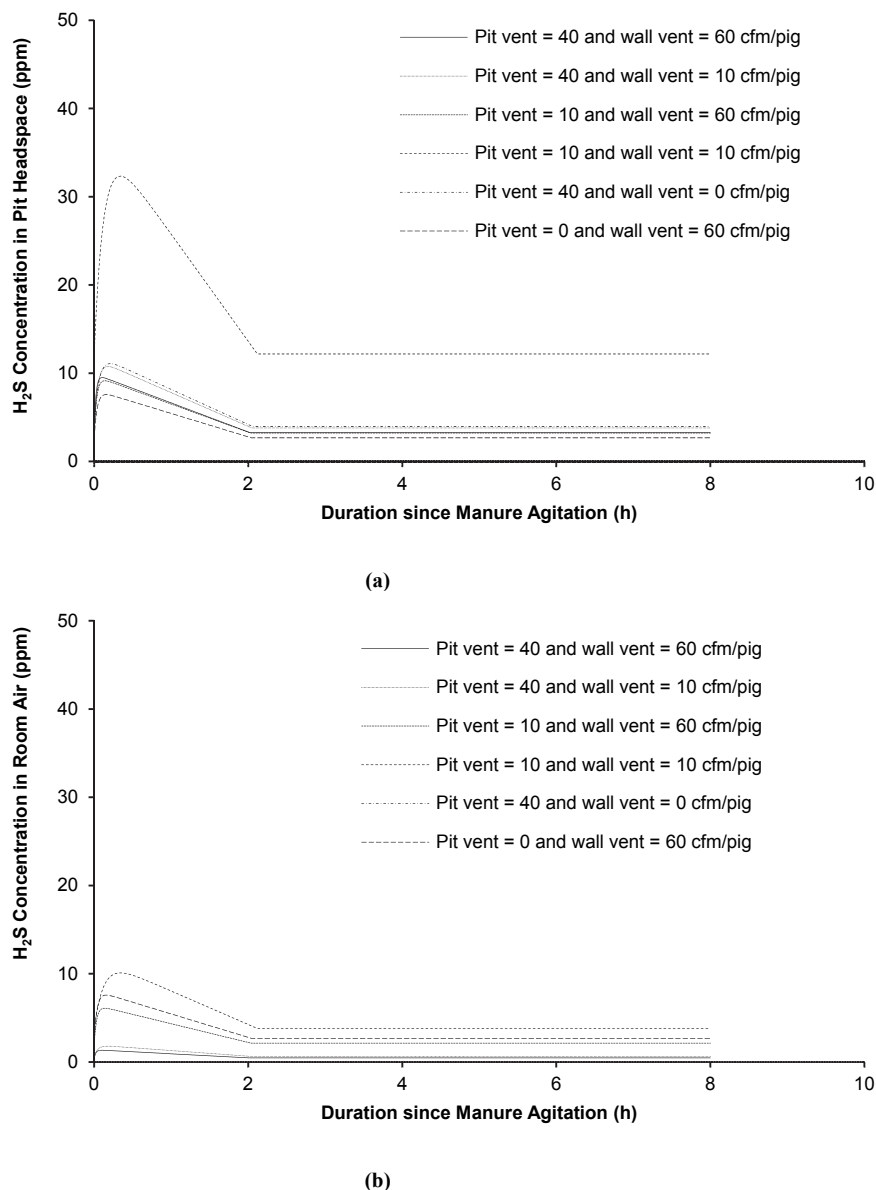 50
40
30
20
10
0
H₂S Concentration in Pit Headspace (ppm)
Pit vent = 40 and wall vent = 60 cfm/pig
Pit vent = 40 and wall vent = 10 cfm/pig
Pit vent = 10 and wall vent = 60 cfm/pig
Pit vent = 10 and wall vent = 10 cfm/pig
Pit vent = 40 and wall vent = 0 cfm/pig
Pit vent = 0 and wall vent = 60 cfm/pig
0 2 4 6 8 10
Duration since Manure Agitation (h)
(a)
50
40
30
20
10
0
H₂S Concentration in Room Air (ppm)
Pit vent = 40 and wall vent = 60 cfm/pig
Pit vent = 40 and wall vent = 10 cfm/pig
Pit vent = 10 and wall vent = 60 cfm/pig
Pit vent = 10 and wall vent = 10 cfm/pig
Pit vent = 40 and wall vent = 0 cfm/pig
Pit vent = 0 and wall vent = 60 cfm/pig
0 2 4 6 8 10
Duration since Manure Agitation (h)
(b)